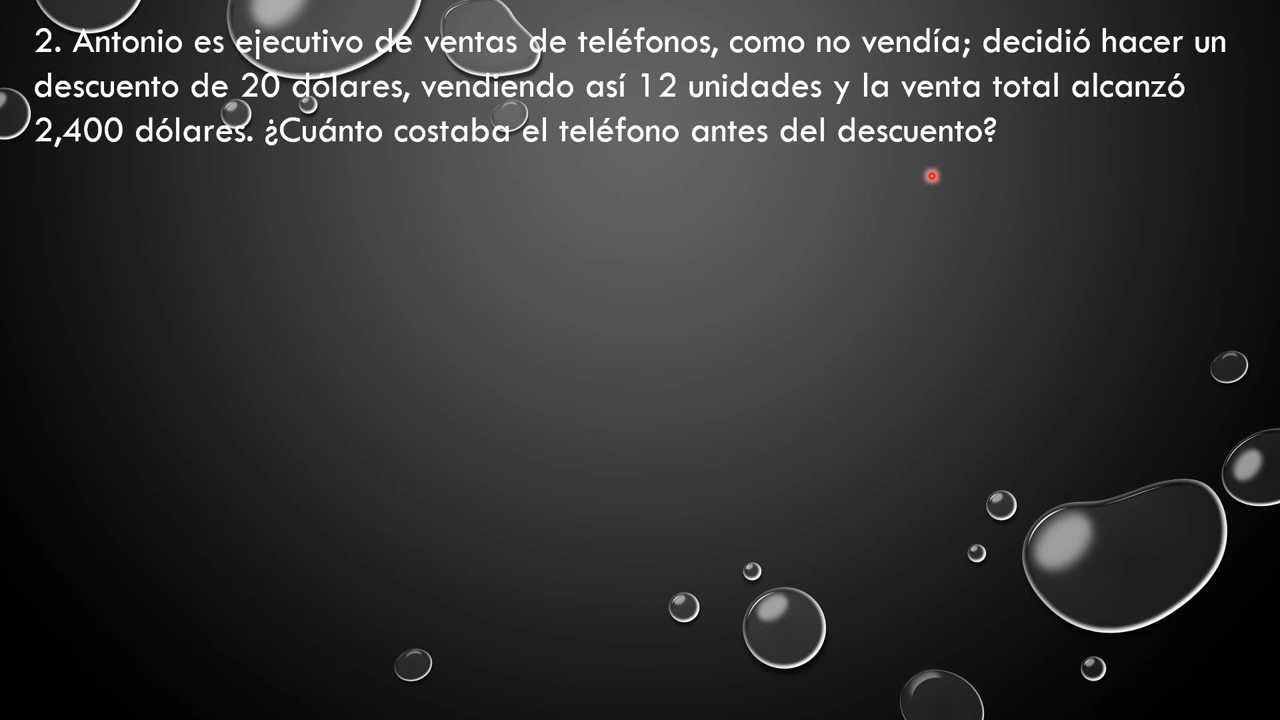 2. Antonio es ejecutivo de ventas de teléfonos, como no vendía; decidió hacer un
descuento de 20 dólares, vendiendo así 12 unidades y la venta total alcanzó
2,400 dólares. ¿Cuánto costaba el teléfono antes del descuento?